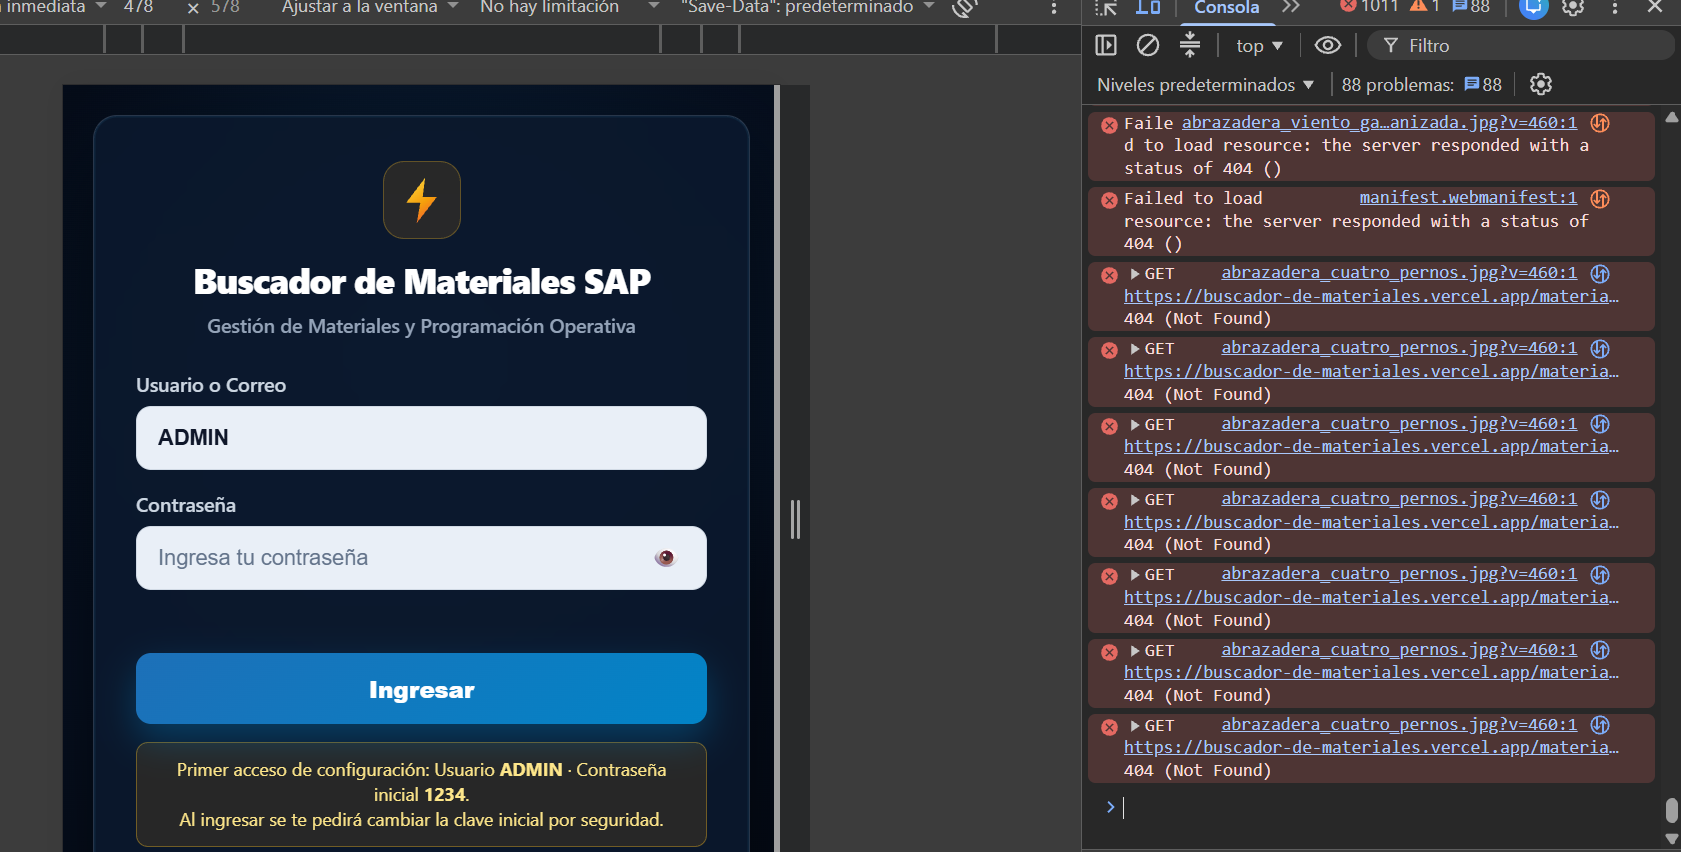 inmediata 478 × 578 Ajustar a la ventana No hay limitación "Save-Data": predeterminado
Buscador de Materiales SAP
Gestión de Materiales y Programación Operativa
Usuario o Correo
ADMIN
Contraseña
Ingresa tu contraseña
Ingresar
Primer acceso de configuración: Usuario ADMIN · Contraseña
inicial 1234.
Al ingresar se te pedirá cambiar la clave inicial por seguridad.
Consola 1011 1 88
top Filtro
Niveles predeterminados 88 problemas: 88
Faile abrazadera_viento_ga…anizada.jpg?v=460:1
d to load resource: the server responded with a
status of 404 ()
Failed to load manifest.webmanifest:1
resource: the server responded with a status of
404 ()
GET abrazadera_cuatro_pernos.jpg?v=460:1
https://buscador-de-materiales.vercel.app/materia…
404 (Not Found)
GET abrazadera_cuatro_pernos.jpg?v=460:1
https://buscador-de-materiales.vercel.app/materia…
404 (Not Found)
GET abrazadera_cuatro_pernos.jpg?v=460:1
https://buscador-de-materiales.vercel.app/materia…
404 (Not Found)
GET abrazadera_cuatro_pernos.jpg?v=460:1
https://buscador-de-materiales.vercel.app/materia…
404 (Not Found)
GET abrazadera_cuatro_pernos.jpg?v=460:1
https://buscador-de-materiales.vercel.app/materia…
404 (Not Found)
GET abrazadera_cuatro_pernos.jpg?v=460:1
https://buscador-de-materiales.vercel.app/materia…
404 (Not Found)
GET abrazadera_cuatro_pernos.jpg?v=460:1
https://buscador-de-materiales.vercel.app/materia…
404 (Not Found)